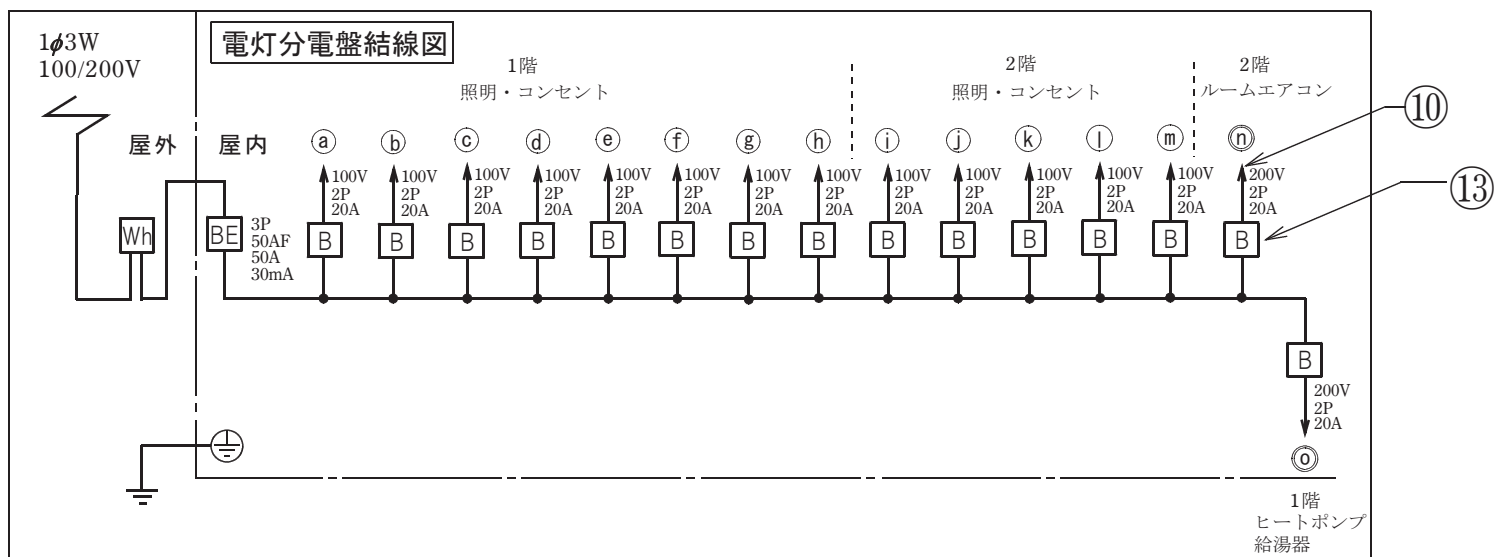 1φ3W
100/200V
電灯分電盤結線図
1階
照明・コンセント
2階
照明・コンセント
2階
ルームエアコン
⑩
⑬
屋外
屋内
ⓐ ⓑ ⓒ ⓓ ⓔ ⓕ ⓖ ⓗ ⓘ ⓙ ⓚ ⓛ ⓜ ⓝ
100V 100V 100V 100V 100V 100V 100V 100V 100V 100V 100V 100V 100V 200V
2P 2P 2P 2P 2P 2P 2P 2P 2P 2P 2P 2P 2P 2P
20A 20A 20A 20A 20A 20A 20A 20A 20A 20A 20A 20A 20A 20A
Wh
BE
3P
50AF
50A
30mA
B B B B B B B B B B B B B B
B
200V
2P
20A
ⓞ
1階
ヒートポンプ
給湯器